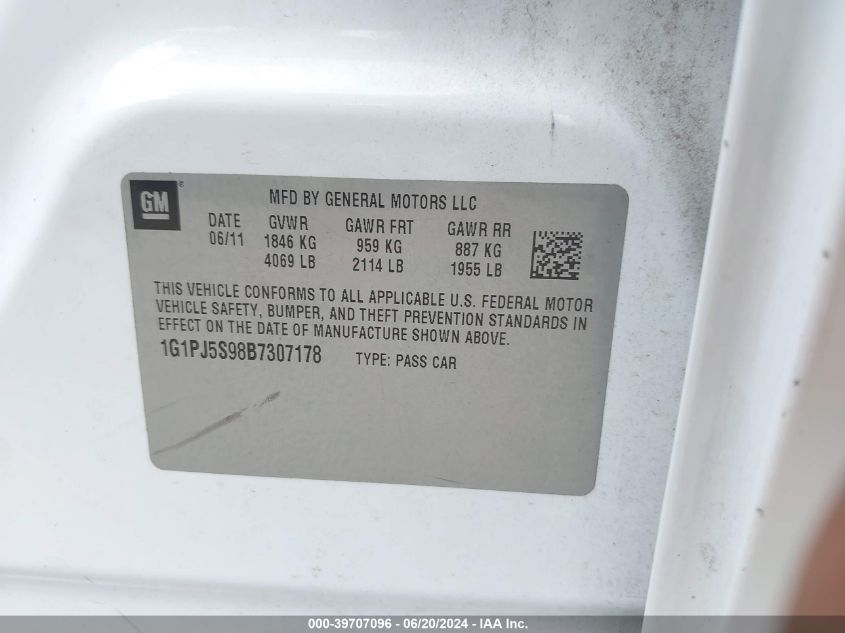 GM ®
MFD BY GENERAL MOTORS LLC
DATE GVWR GAWR FRT GAWR RR
06/11 1846 KG 959 KG 887 KG
4069 LB 2114 LB 1955 LB
THIS VEHICLE CONFORMS TO ALL APPLICABLE U.S. FEDERAL MOTOR
VEHICLE SAFETY, BUMPER, AND THEFT PREVENTION STANDARDS IN
EFFECT ON THE DATE OF MANUFACTURE SHOWN ABOVE.
1G1PJ5S98B7307178 TYPE: PASS CAR
000-39707096 - 06/20/2024 - IAA Inc.